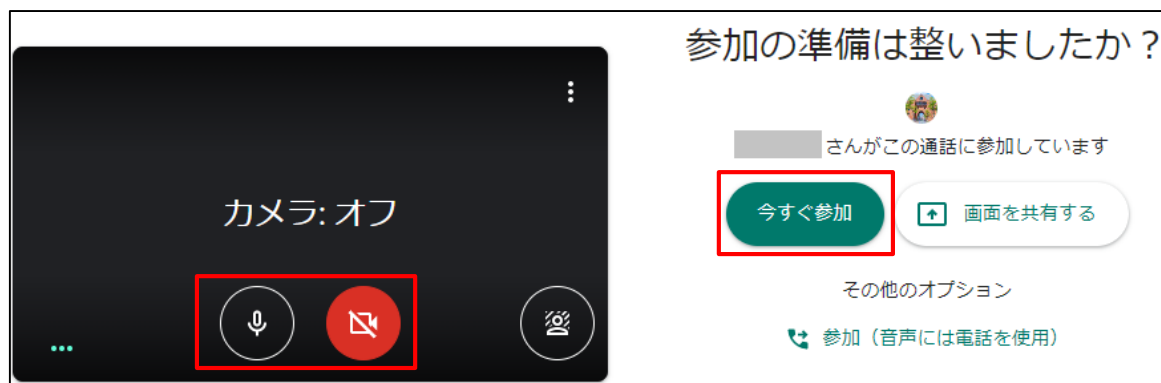 カメラ: オフ
参加の準備は整いましたか？
さんがこの通話に参加しています
今すぐ参加
画面を共有する
その他のオプション
参加（音声には電話を使用）